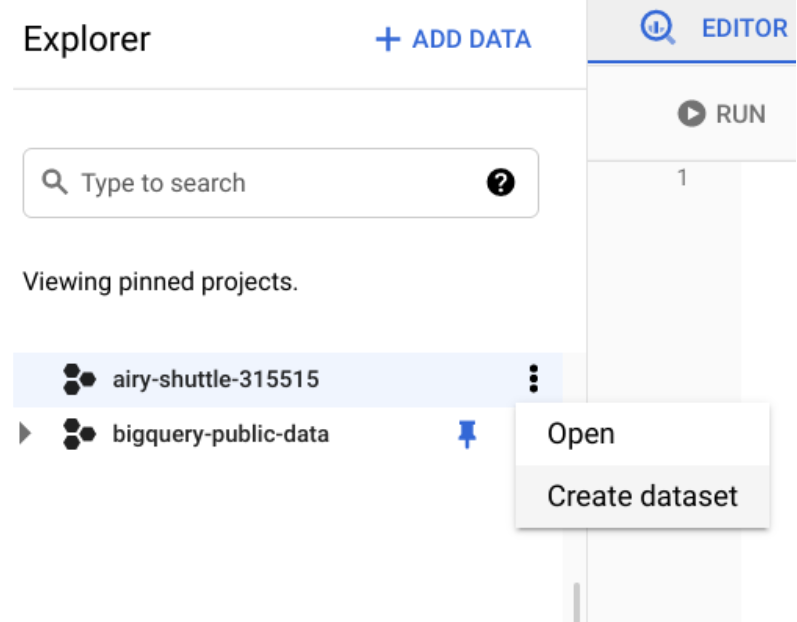 Explorer
+ ADD DATA
EDITOR
RUN
Type to search
?
1
Viewing pinned projects.
airy-shuttle-315515
bigquery-public-data
Open
Create dataset